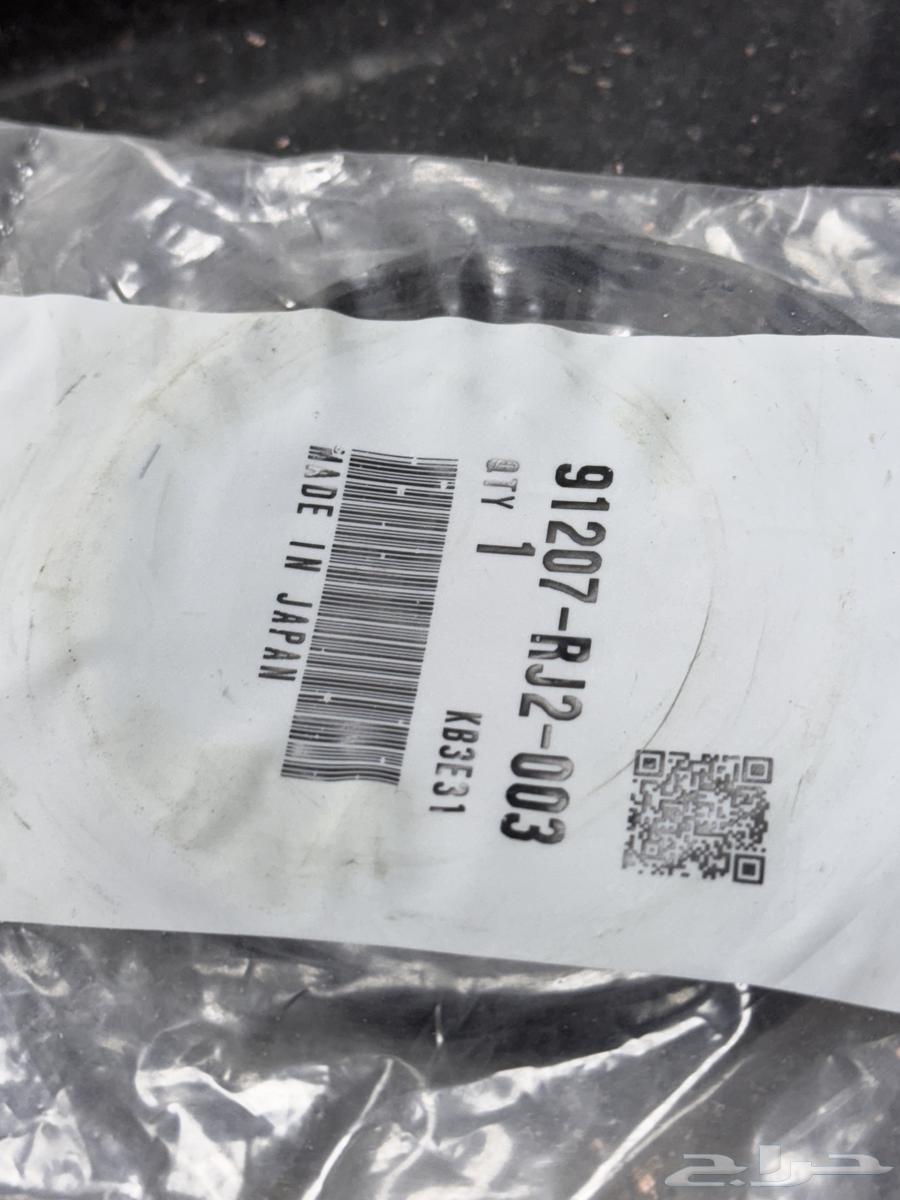 91207-RJ2-003
QTY 1
KB3E31
MADE IN JAPAN
حراج